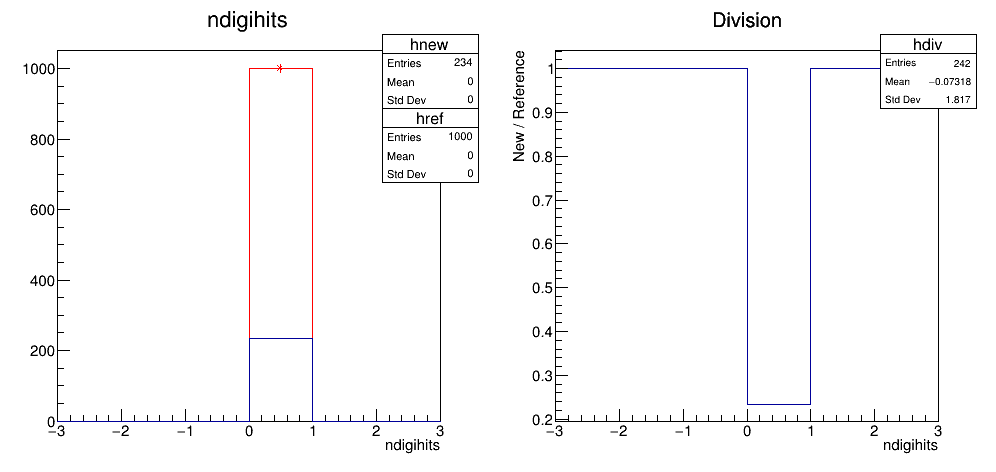 ndigihits
hnew
Entries 234
Mean 0
Std Dev 0
href
Entries 1000
Mean 0
Std Dev 0
1000
800
600
400
200
0
−3 −2 −1 0 1 2 3
ndigihits
Division
hdiv
Entries 242
Mean −0.07318
Std Dev 1.817
New / Reference
1
0.9
0.8
0.7
0.6
0.5
0.4
0.3
0.2
−3 −2 −1 0 1 2 3
ndigihits